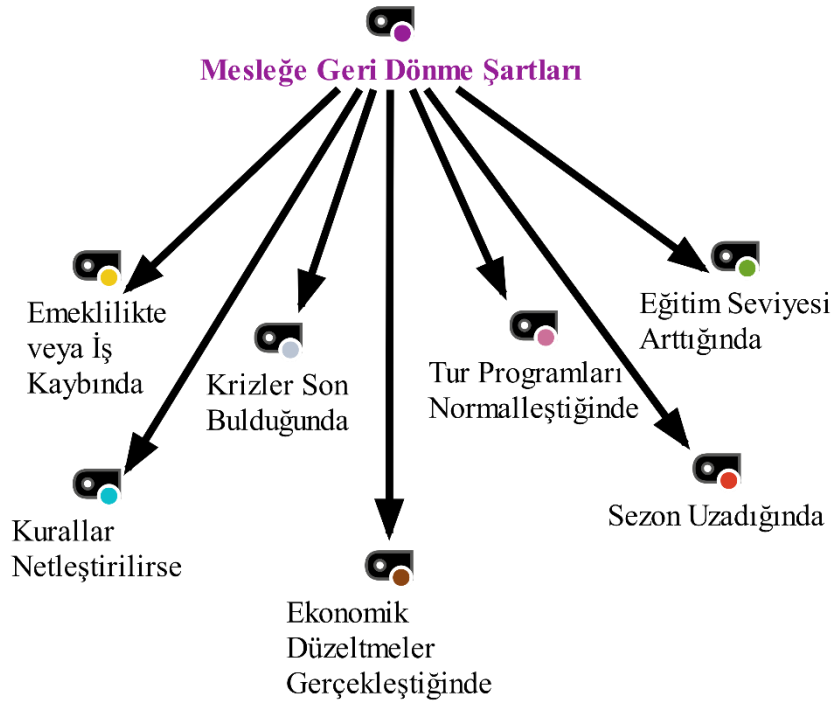 Mesleğe Geri Dönme Şartları
Emeklilikte
veya İş
Kaybında
Krizler Son
Bulduğunda
Tur Programları
Normalleştiğinde
Eğitim Seviyesi
Arttığında
Kurallar
Netleştirilirse
Sezon Uzadığında
Ekonomik
Düzeltmeler
Gerçekleştiğinde